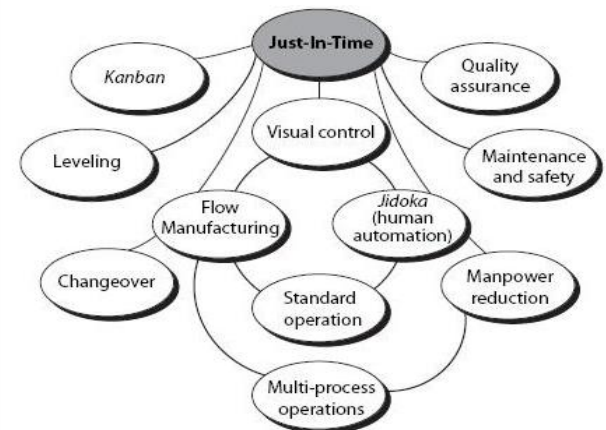 Just-In-Time
Kanban
Quality
assurance
Visual control
Leveling
Maintenance
and safety
Flow
Manufacturing
Jidoka
(human
automation)
Changeover
Standard
operation
Manpower
reduction
Multi-process
operations